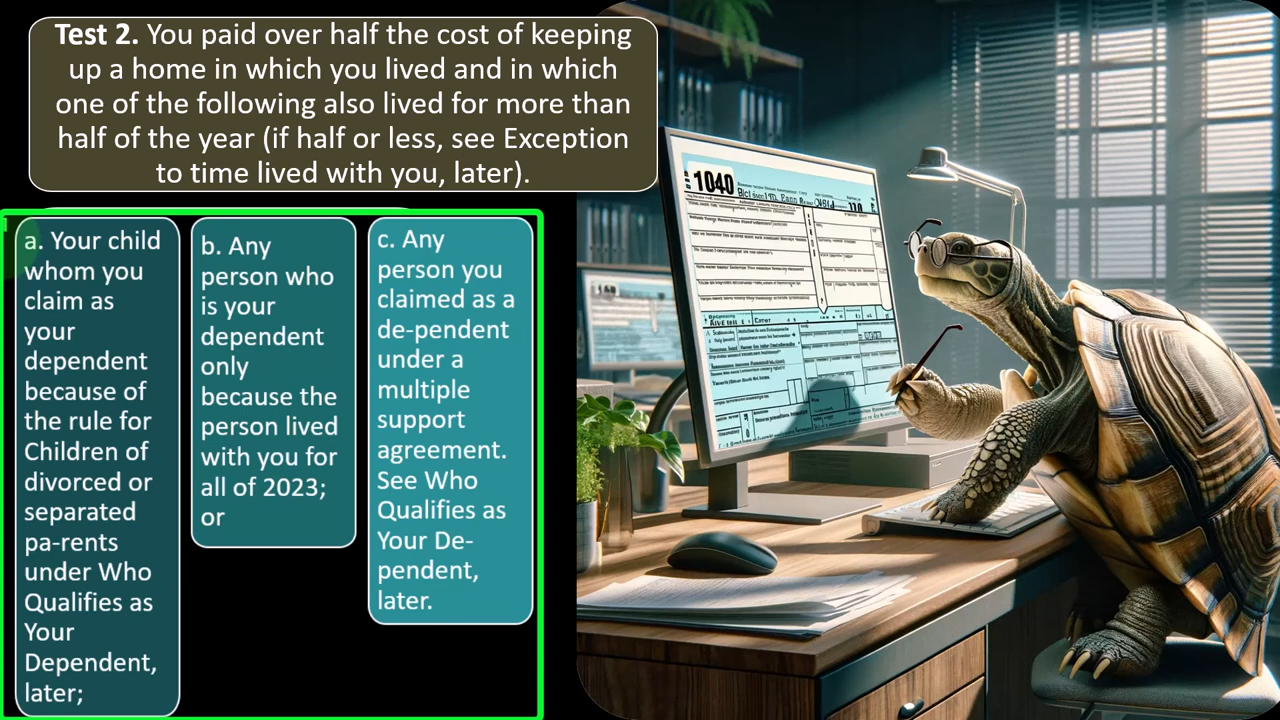 Test 2. You paid over half the cost of keeping
up a home in which you lived and in which
one of the following also lived for more than
half of the year (if half or less, see Exception
to time lived with you, later).
a. Your child
whom you
claim as
your
dependent
because of
the rule for
Children of
divorced or
separated
pa-rents
under Who
Qualifies as
Your
Dependent,
later;
b. Any
person who
is your
dependent
only
because the
person lived
with you for
all of 2023;
or
c. Any
person you
claimed as a
de-pendent
under a
multiple
support
agreement.
See Who
Qualifies as
Your De-
pendent,
later.
1040